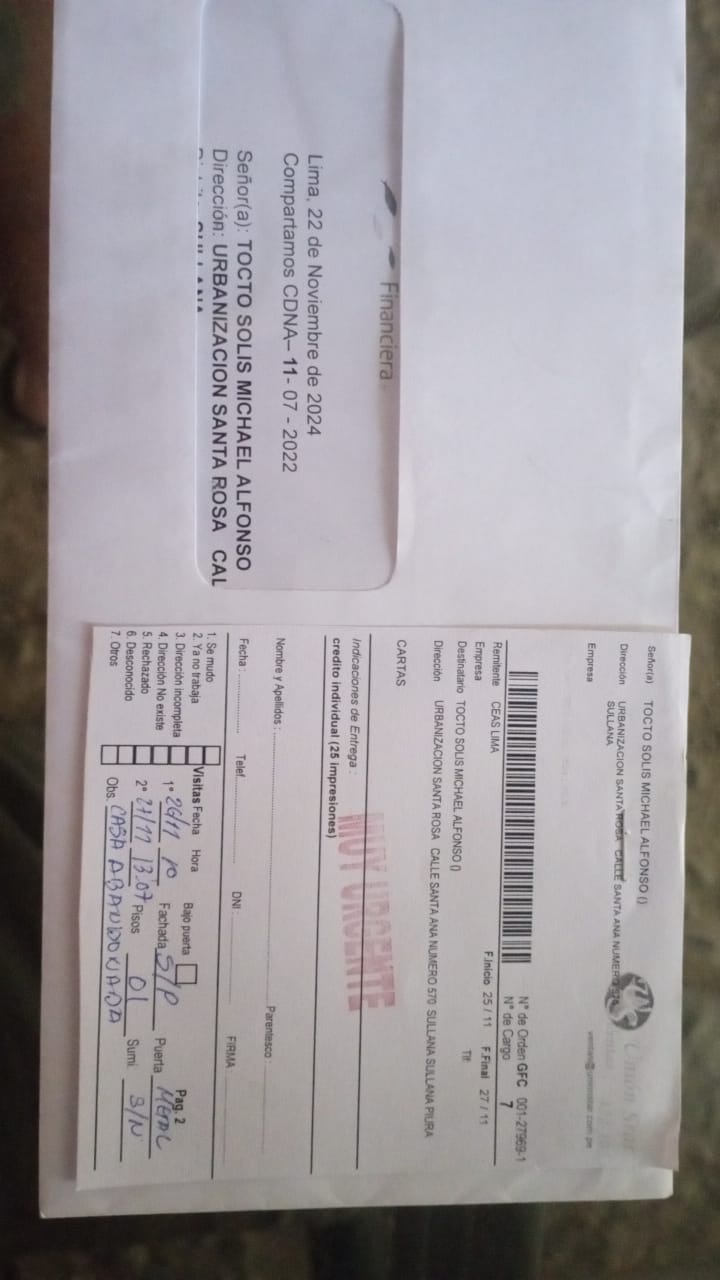 Financiera
Lima, 22 de Noviembre de 2024
Compartamos CDNA– 11- 07 - 2022
Señor(a): TOCTO SOLIS MICHAEL ALFONSO
Dirección: URBANIZACION SANTA ROSA CAL
Señor(a) TOCTO SOLIS MICHAEL ALFONSO ()
Dirección URBANIZACION SANTA ROSA CALLE SANTA ANA NUMERO 570
SULLANA
Empresa
N° de Orden GFC 001-27969-1
N° de Cargo 7
Remitente CEAS LIMA
Empresa
F.Inicio 25 / 11 F.Final 27 / 11
Destinatario TOCTO SOLIS MICHAEL ALFONSO ()
Tlf:
Dirección URBANIZACION SANTA ROSA CALLE SANTA ANA NUMERO 570 SULLANA SULLANA PIURA
CARTAS
MUY URGENTE
Indicaciones de Entrega :
credito individual (25 impresiones)
Nombre y Apellidos : Parentesco :
Fecha : Telef. DNI : FIRMA
1. Se mudo
2. Ya no trabaja
3. Dirección incompleta
4. Dirección No existe
5. Rechazado
6. Desconocido
7. Otros
Visitas Fecha Hora Bajo puerta Pag. 2
1° 26/11 10 Fachada S/P Puerta METAL
2° 27/11 13:07 Pisos 01 Sumi. S/N
Obs. CASA ABANDONADA